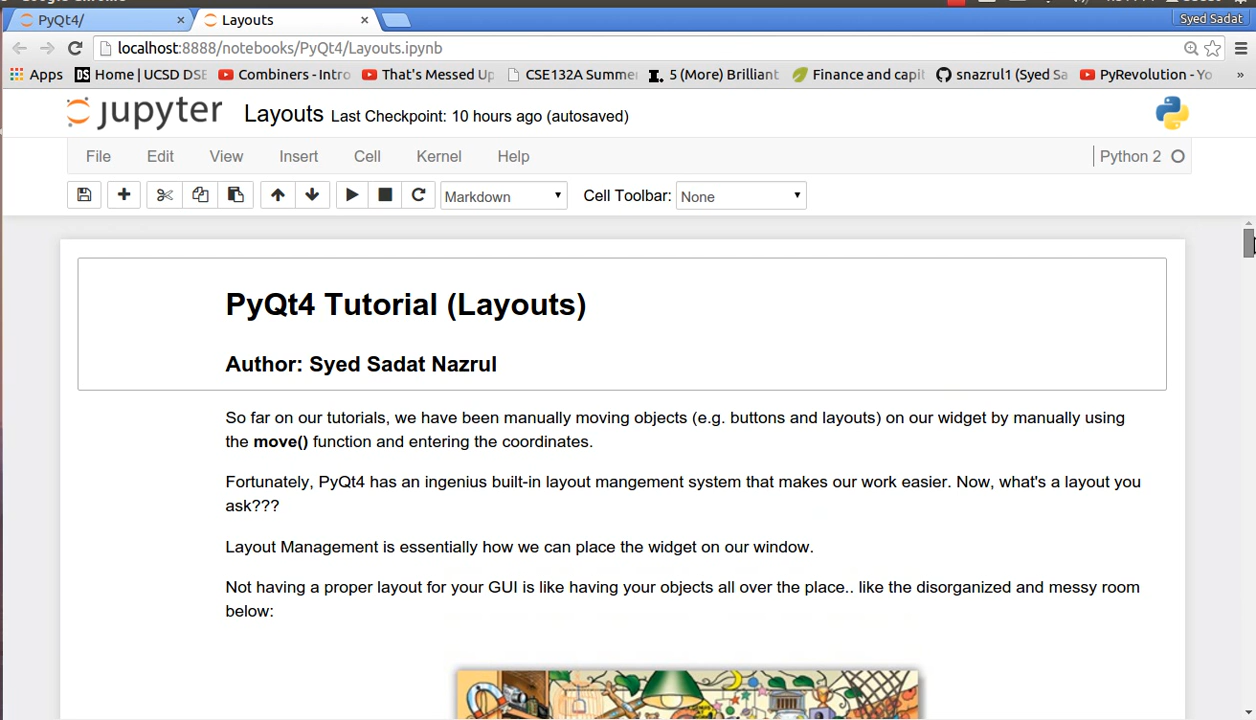 PyQt4/
Layouts
Syed Sadat
localhost:8888/notebooks/PyQt4/Layouts.ipynb
Apps
Home | UCSD DSE
Combiners - Intro
That's Messed Up
CSE132A Summe
5 (More) Brilliant
Finance and capit
snazrul1 (Syed Sa
PyRevolution - Yo
»
jupyter
Layouts Last Checkpoint: 10 hours ago (autosaved)
File Edit View Insert Cell Kernel Help
Python 2
Markdown
Cell Toolbar: None
PyQt4 Tutorial (Layouts)
Author: Syed Sadat Nazrul
So far on our tutorials, we have been manually moving objects (e.g. buttons and layouts) on our widget by manually using
the move() function and entering the coordinates.
Fortunately, PyQt4 has an ingenius built-in layout mangement system that makes our work easier. Now, what's a layout you
ask???
Layout Management is essentially how we can place the widget on our window.
Not having a proper layout for your GUI is like having your objects all over the place.. like the disorganized and messy room
below: